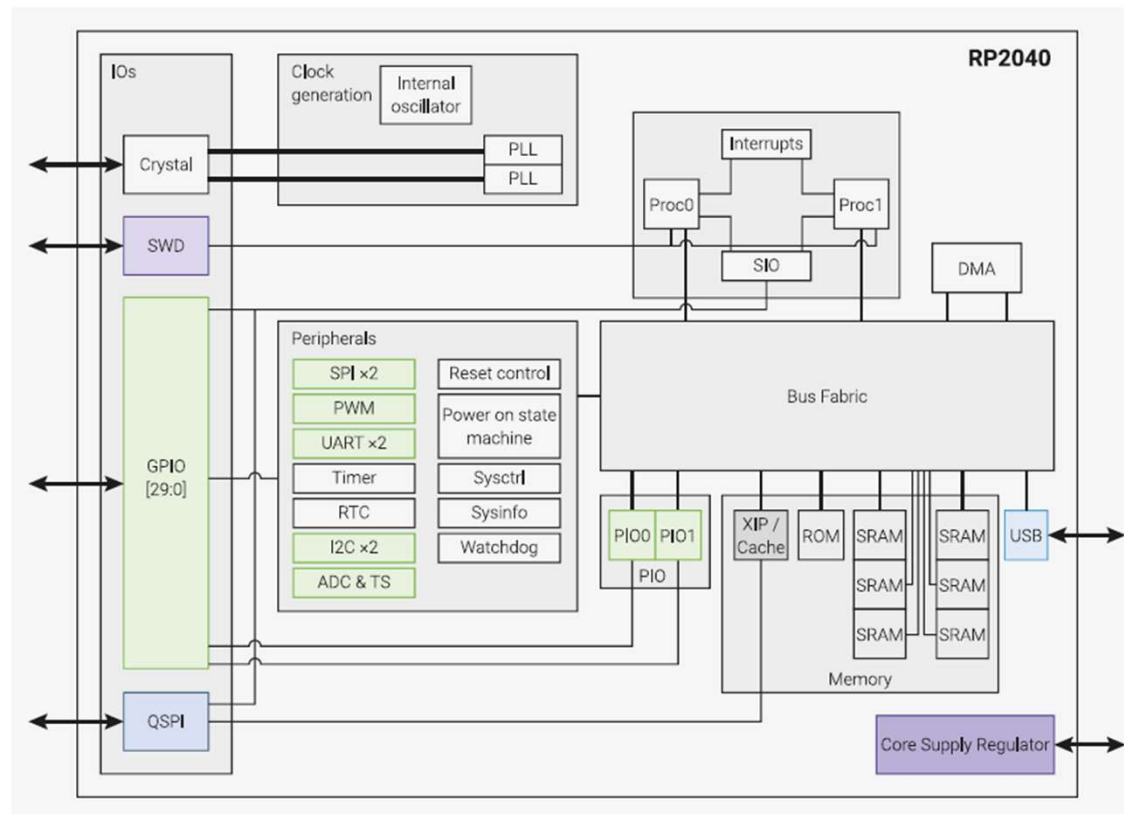 RP2040
IOs
Crystal
SWD
GPIO
[29:0]
QSPI
Clock
generation
Internal
oscillator
PLL
PLL
Interrupts
Proc0
Proc1
SIO
DMA
Peripherals
SPI ×2
PWM
UART ×2
Timer
RTC
I2C ×2
ADC & TS
Reset control
Power on state
machine
Sysctrl
Sysinfo
Watchdog
Bus Fabric
PIO0
PIO1
PIO
XIP /
Cache
ROM
SRAM
SRAM
SRAM
SRAM
SRAM
SRAM
Memory
USB
Core Supply Regulator